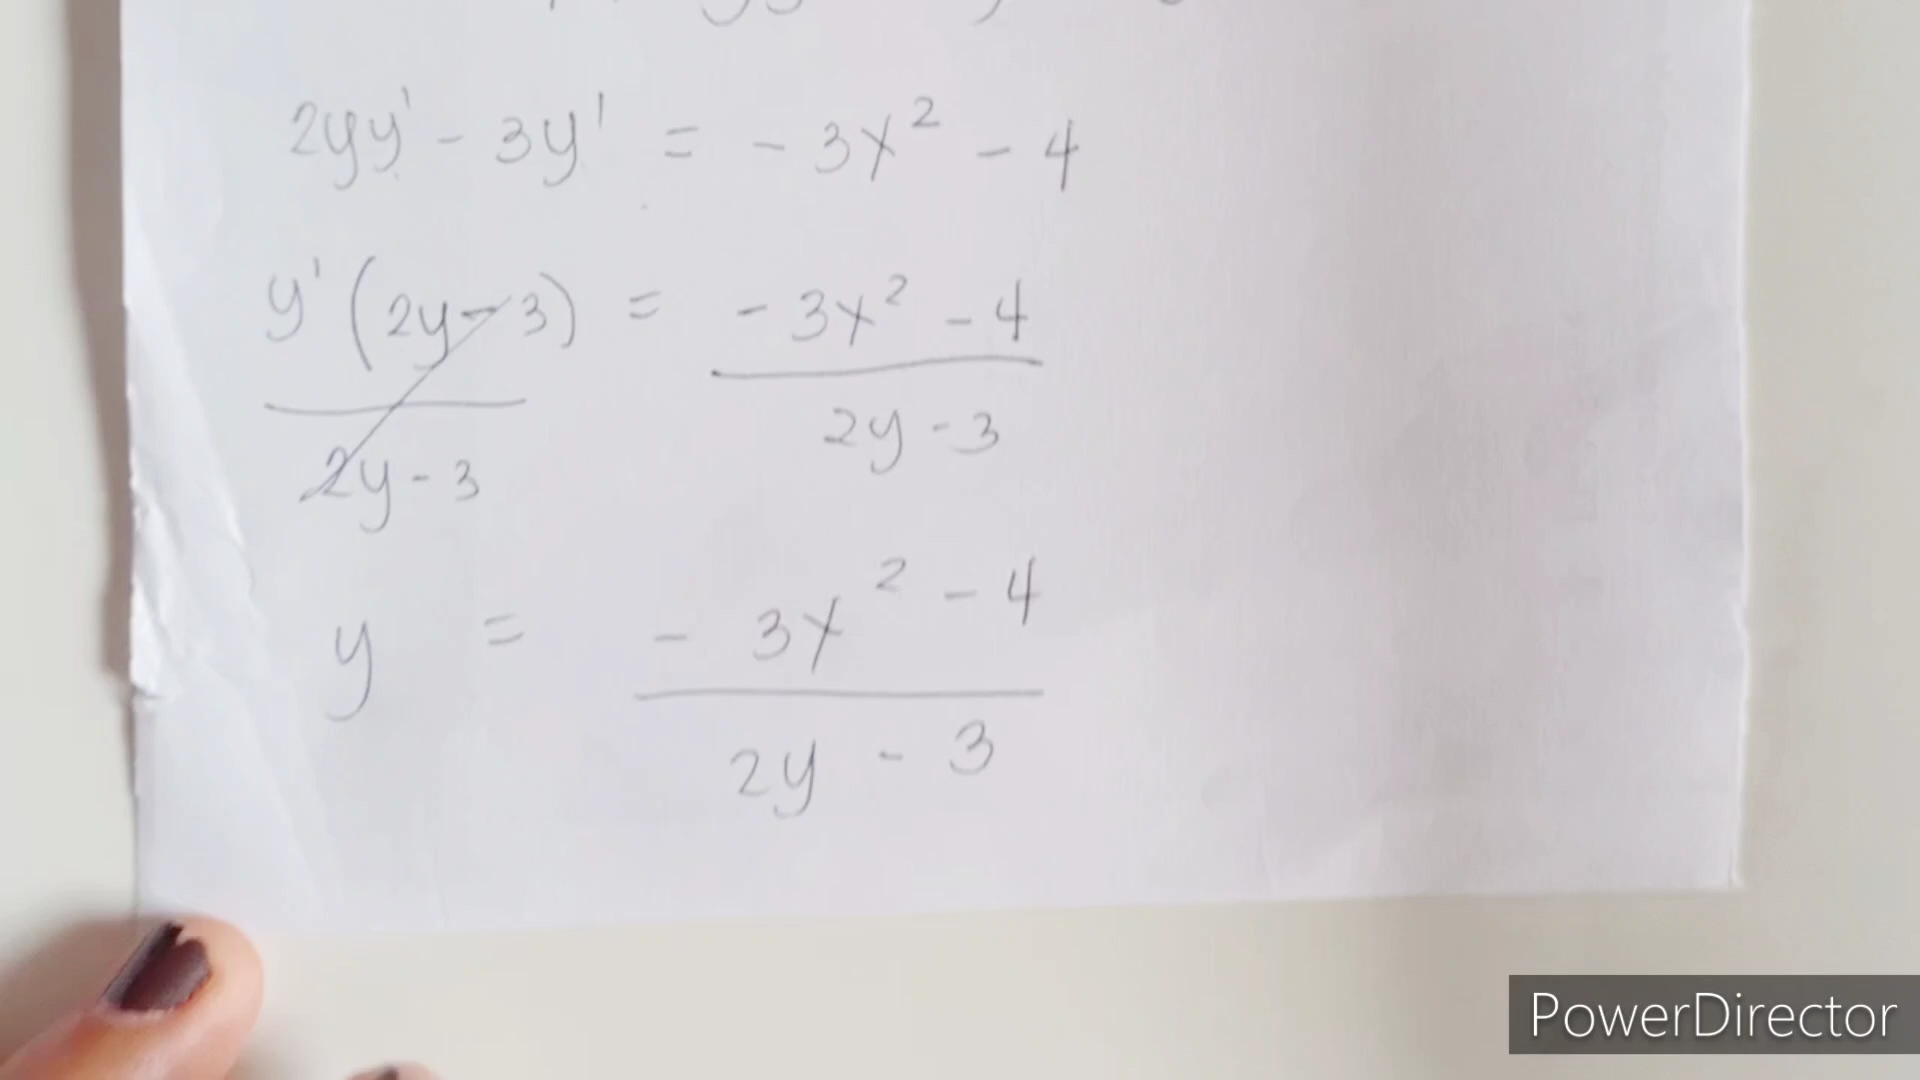 2yy' - 3y' = - 3x² - 4
y' (2y - 3) = - 3x² - 4
2y - 3 2y - 3
y = - 3x² - 4
2y - 3
PowerDirector